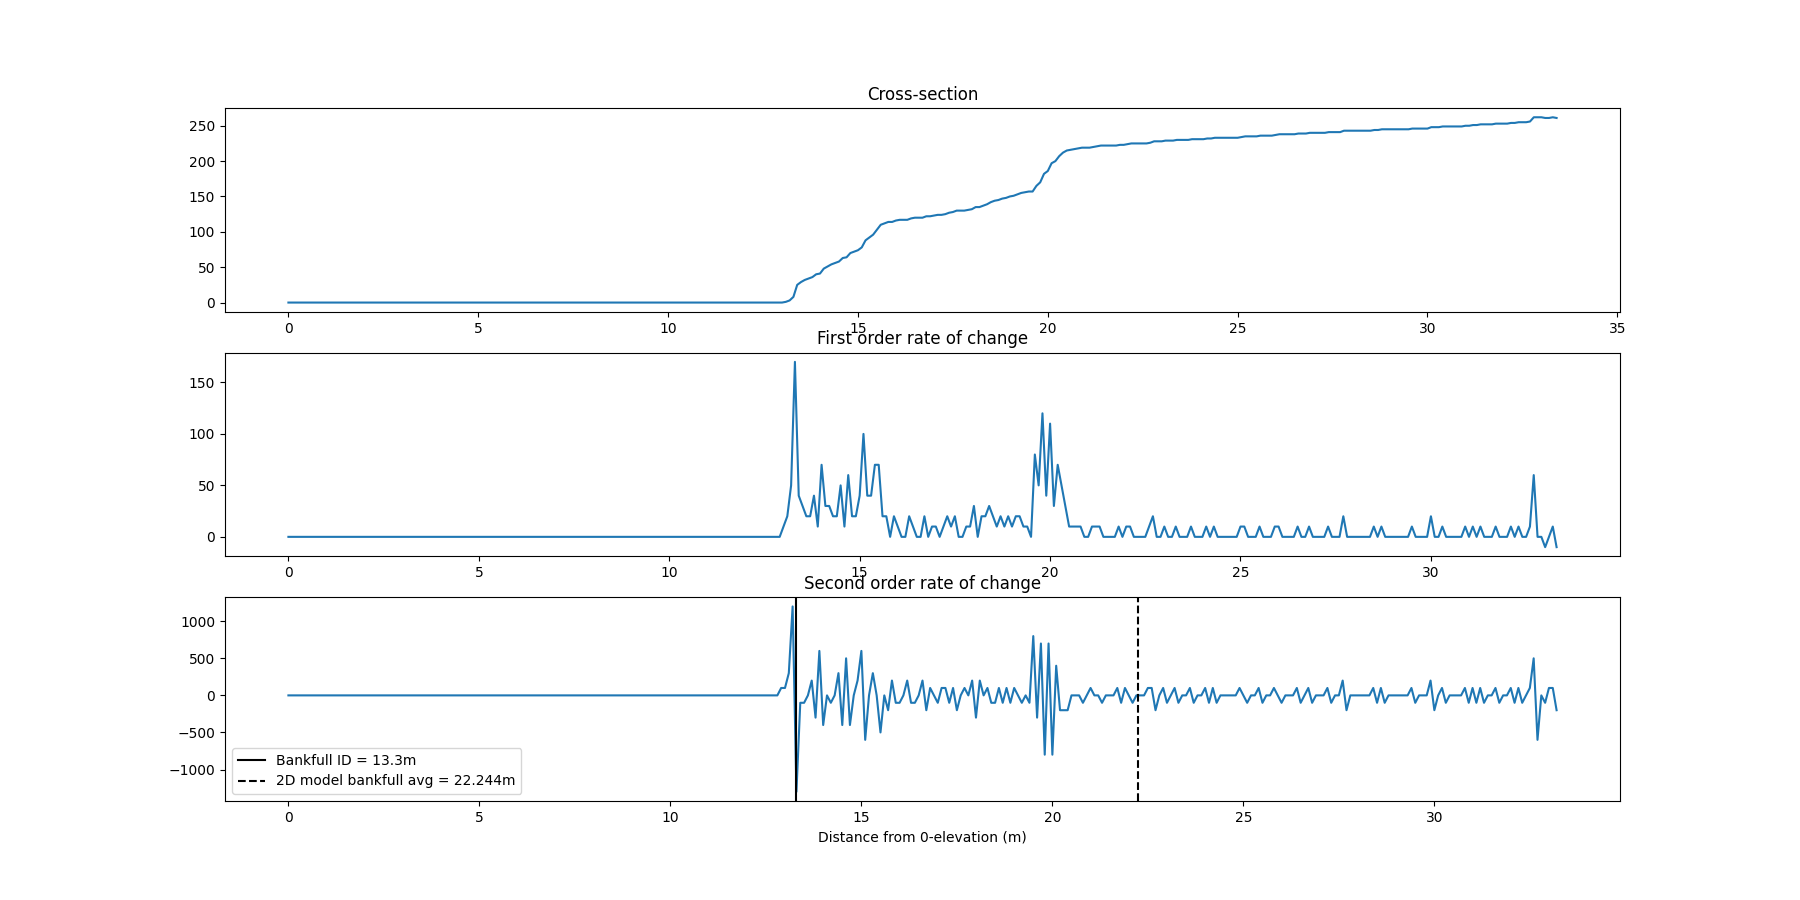 Cross-section
250
200
150
100
50
0
0 5 10 15 20 25 30 35
First order rate of change
150
100
50
0
0 5 10 15 20 25 30
Second order rate of change
1000
500
0
−500
−1000
Bankfull ID = 13.3m
2D model bankfull avg = 22.244m
0 5 10 15 20 25 30
Distance from 0-elevation (m)